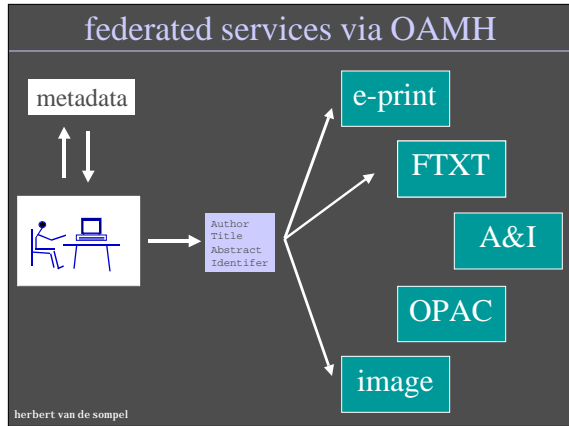 federated services via OAMH
metadata
e-print
FTXT
Author
Title
Abstract
Identifer
A&I
OPAC
image
herbert van de sompel